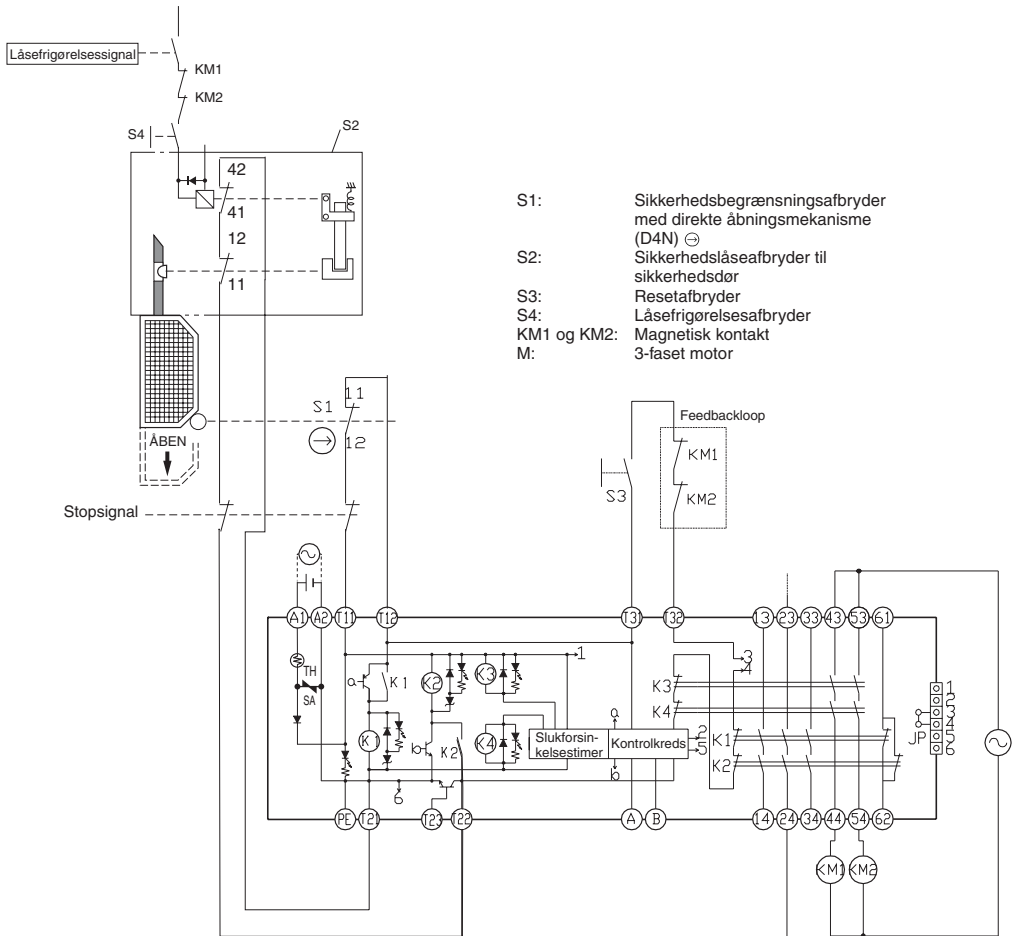 Låsefrigørelsessignal
KM1
KM2
S4
S2
42
41
12
11
S1: Sikkerhedsbegrænsningsafbryder
med direkte åbningsmekanisme
(D4N)
S2: Sikkerhedslåseafbryder til
sikkerhedsdør
S3: Resetafbryder
S4: Låsefrigørelsesafbryder
KM1 og KM2: Magnetisk kontakt
M: 3-faset motor
ÅBEN
S1
11
12
Stopsignal
Feedbackloop
KM1
KM2
S3
A1 A2 T11 T12 T31 T32 13 23 33 43 53 61
TH
SA
a
K1
K2
K3
1
a
3
4
K3
K4
K1
b
K2
K4
Slukforsin-
kelsestimer
Kontrolkreds
2
5
K1
K2
6
b
JP
1
2
3
4
5
6
PE T21 T23 T22 A B 14 24 34 44 54 62
KM1 KM2